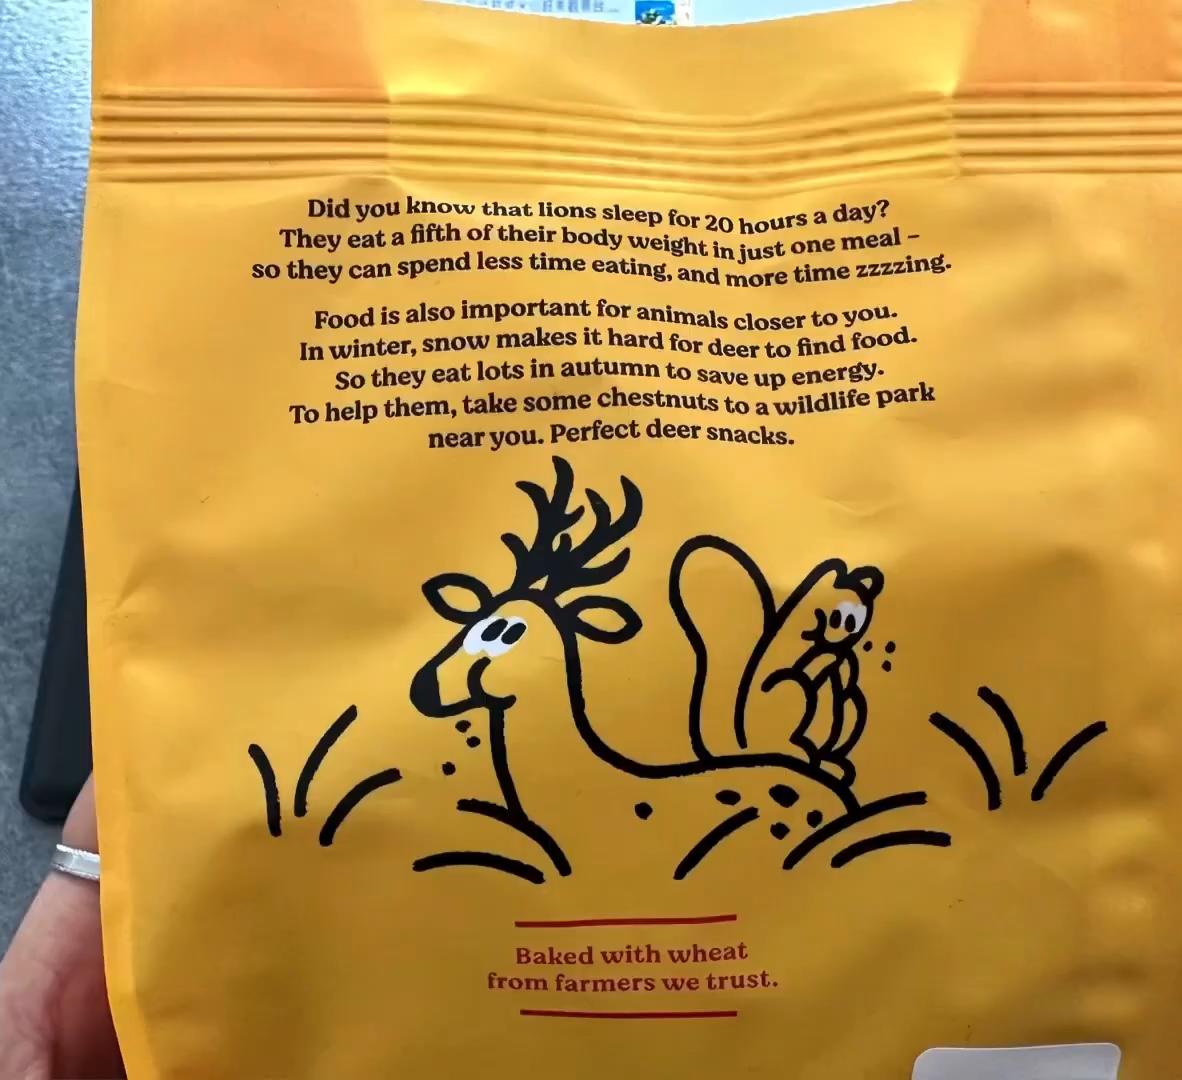 Did you know that lions sleep for 20 hours a day?
They eat a fifth of their body weight in just one meal –
so they can spend less time eating, and more time zzzzing.
Food is also important for animals closer to you.
In winter, snow makes it hard for deer to find food.
So they eat lots in autumn to save up energy.
To help them, take some chestnuts to a wildlife park
near you. Perfect deer snacks.
Baked with wheat
from farmers we trust.